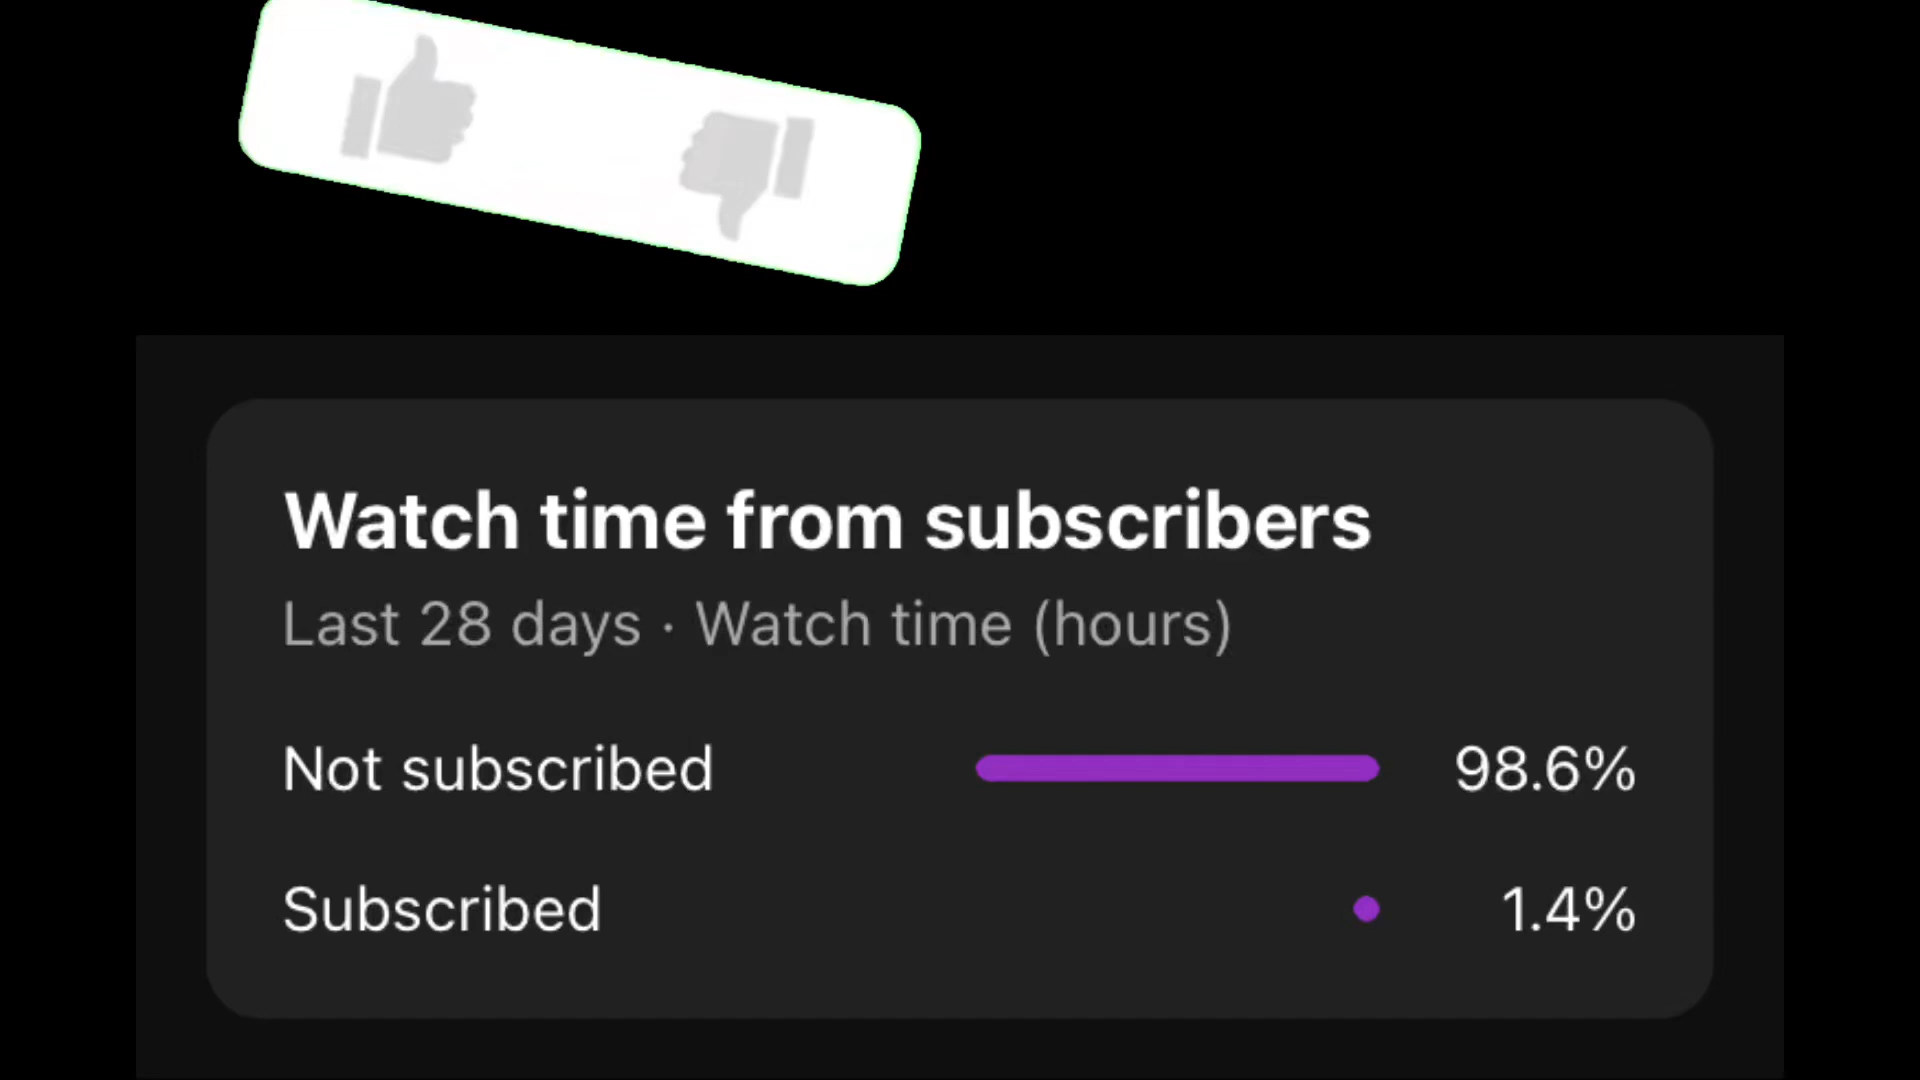 Watch time from subscribers
Last 28 days · Watch time (hours)
Not subscribed 98.6%
Subscribed 1.4%